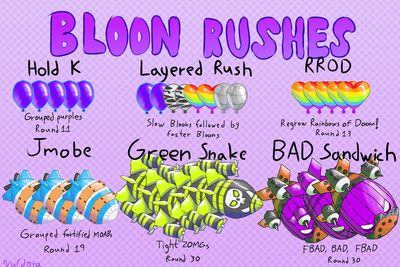 BLOON RUSHES
Hold K
Layered Rush
RROD
Grouped purples
Round 11
Slow Bloons followed by
faster Bloons
Regrow Rainbows of Doom!
Round 13
Jmobe
Green Snake
BAD Sandwich
Grouped fortified MOABs
Round 19
Tight ZOMGs
Round 30
FBAD, BAD, FBAD
Round 30